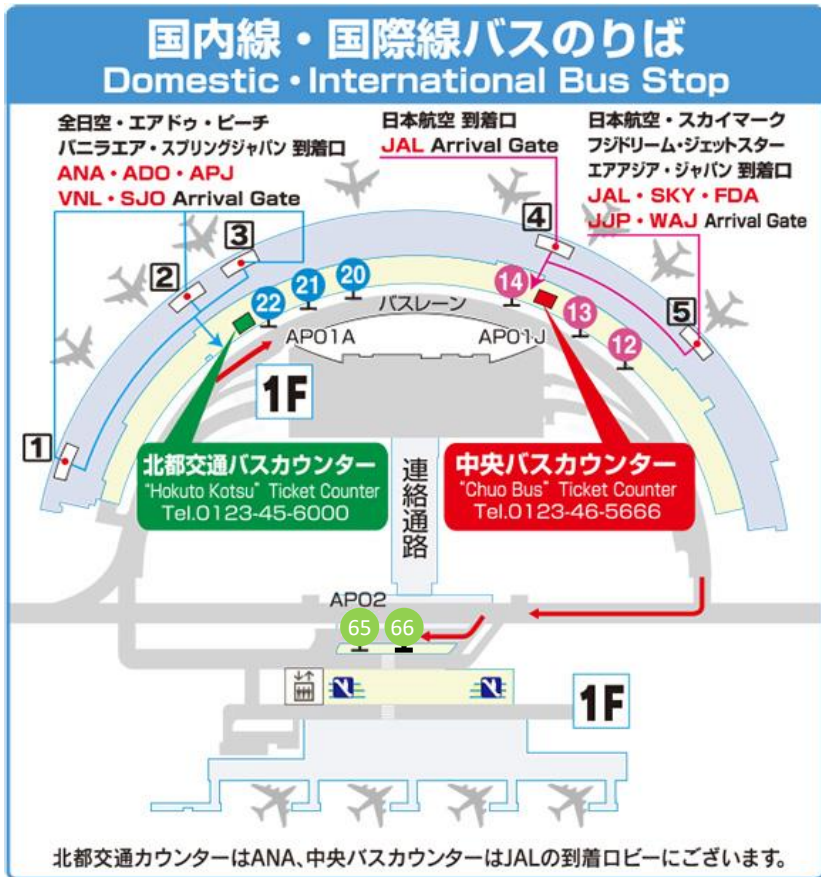 国内線・国際線バスのりば
Domestic・International Bus Stop
全日空・エアドゥ・ピーチ
バニラエア・スプリングジャパン 到着口
ANA・ADO・APJ
VNL・SJO Arrival Gate
日本航空 到着口
JAL Arrival Gate
日本航空・スカイマーク
フジドリーム・ジェットスター
エアアジア・ジャパン 到着口
JAL・SKY・FDA
JJP・WAJ Arrival Gate
3
4
2
20
14
21
22
バスレーン
13
5
12
AP01A
AP01J
1F
1
北都交通バスカウンター
"Hokuto Kotsu" Ticket Counter
Tel.0123-45-6000
連絡通路
中央バスカウンター
"Chuo Bus" Ticket Counter
Tel.0123-46-5666
AP02
65
66
1F
北都交通カウンターはANA、中央バスカウンターはJALの到着ロビーにございます。